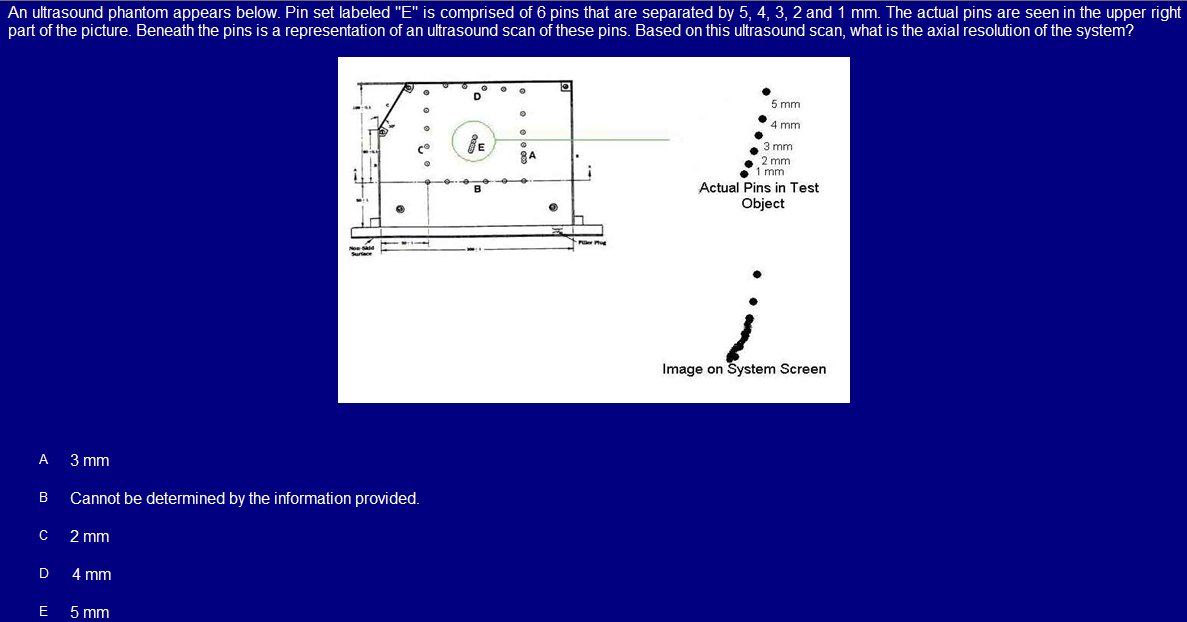 An ultrasound phantom appears below. Pin set labeled "E" is comprised of 6 pins that are separated by 5, 4, 3, 2 and 1 mm. The actual pins are seen in the upper right
part of the picture. Beneath the pins is a representation of an ultrasound scan of these pins. Based on this ultrasound scan, what is the axial resolution of the system?
D
C
E
A
B
Non-Skid
Surface
Filler Plug
5 mm
4 mm
3 mm
2 mm
1 mm
Actual Pins in Test
Object
Image on System Screen
A 3 mm
B Cannot be determined by the information provided.
C 2 mm
D 4 mm
E 5 mm